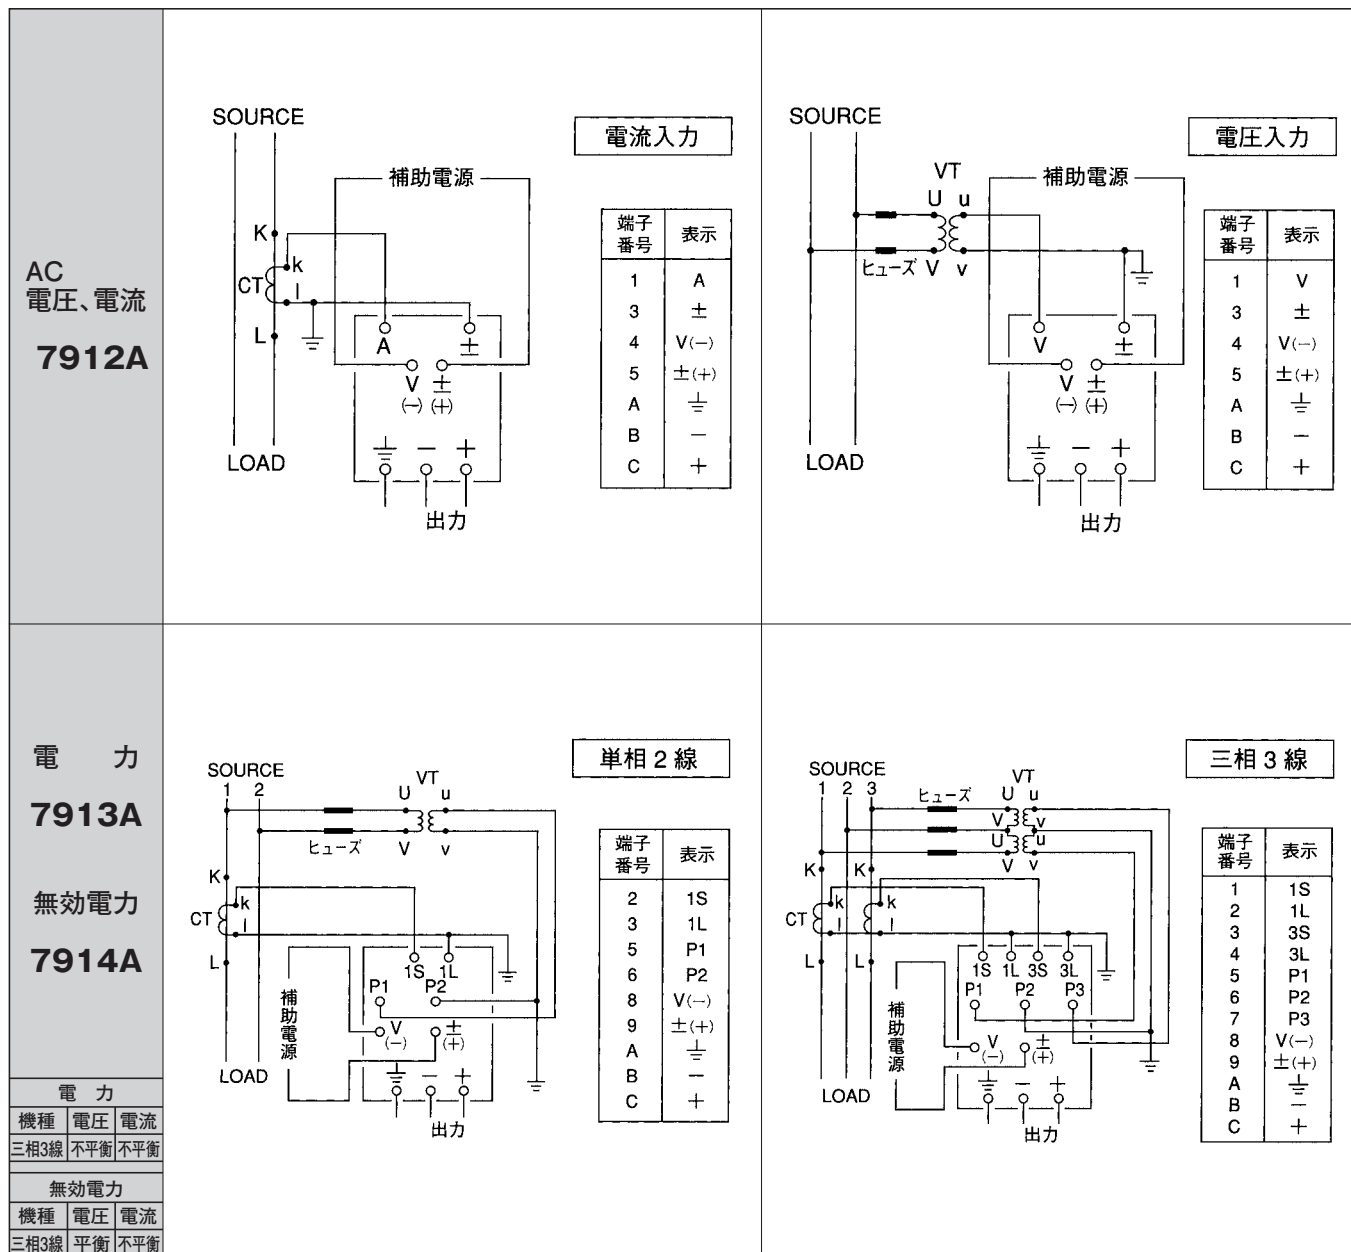 AC
電圧、電流
7912A
SOURCE
電流入力
補助電源
K
k
CT
l
L
A
±
V
(−)
±
(+)
⏚ − +
LOAD
出力
端子番号 表示
1 A
3 ±
4 V(−)
5 ±(+)
A ⏚
B −
C +
SOURCE
電圧入力
VT
補助電源
U u
ヒューズ V v
V
±
V
(−)
±
(+)
⏚ − +
LOAD
出力
端子番号 表示
1 V
3 ±
4 V(−)
5 ±(+)
A ⏚
B −
C +
電 力
7913A
無効電力
7914A
電 力
機種 電圧 電流
三相3線 不平衡 不平衡
無効電力
機種 電圧 電流
三相3線 平衡 不平衡
単相2線
SOURCE
1 2
VT
U u
ヒューズ V v
K
k
CT
l
L
1S 1L
P1 P2
補助電源
V
(−)
±
(+)
⏚ − +
LOAD
出力
端子番号 表示
2 1S
3 1L
5 P1
6 P2
8 V(−)
9 ±(+)
A ⏚
B −
C +
三相3線
SOURCE
1 2 3
VT
ヒューズ
U u
V v
U u
V v
K K
k k
CT
l l
L L
1S 1L 3S 3L
P1 P2 P3
補助電源
V
(−)
±
(+)
⏚ − +
LOAD
出力
端子番号 表示
1 1S
2 1L
3 3S
4 3L
5 P1
6 P2
7 P3
8 V(−)
9 ±(+)
A ⏚
B −
C +